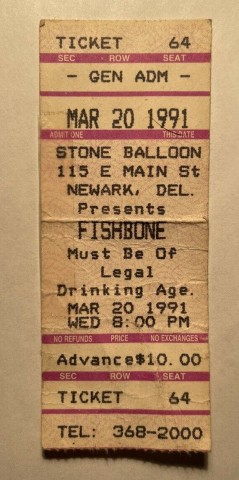 TICKET 64
SEC ROW SEAT
- GEN ADM -
MAR 20 1991
ADMIT ONE THIS DATE
STONE BALLOON
115 E MAIN St
NEWARK, DEL.
Presents
FISHBONE
Must Be Of
Legal
Drinking Age.
MAR 20 1991
WED 8:00 PM
NO REFUNDS PRICE NO EXCHANGES
Advance$10.00
SEC ROW SEAT
TICKET 64
TEL: 368-2000